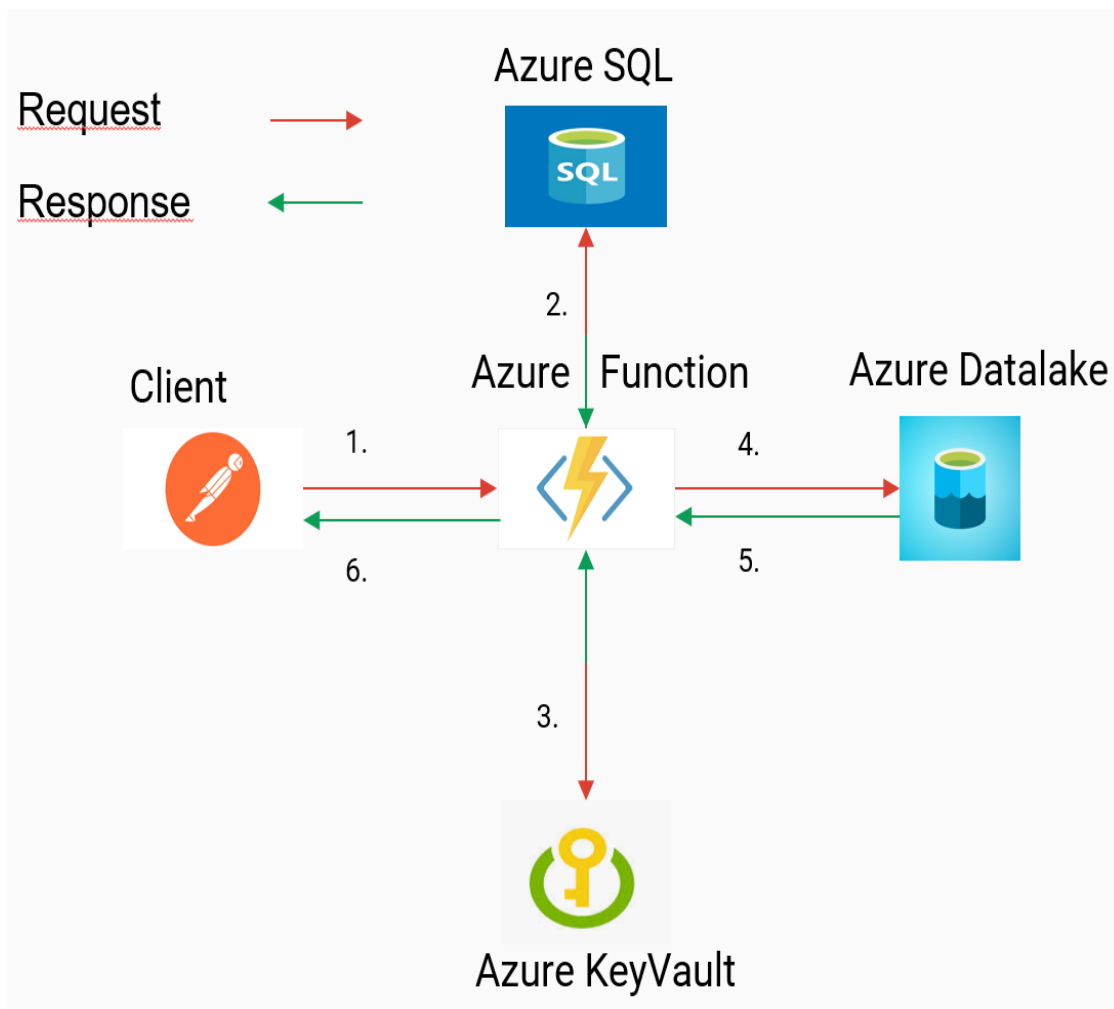 Azure SQL
Request
SQL
Response
2.
Client
Azure Function
Azure Datalake
1.
4.
6.
5.
3.
Azure KeyVault